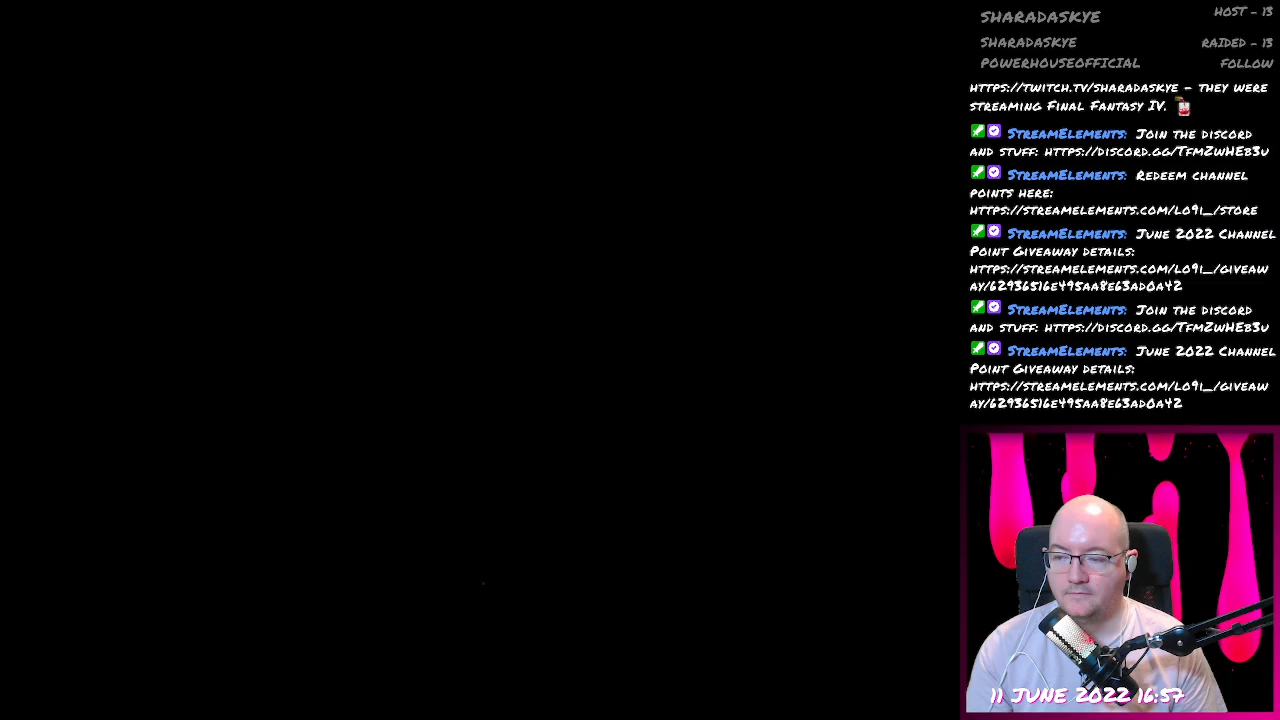 SHARADASKYE HOST - 13
SHARADASKYE RAIDED - 13
POWERHOUSEOFFICIAL FOLLOW
HTTPS://TWITCH.TV/SHARADASKYE - THEY WERE
STREAMING FINAL FANTASY IV.
STREAMELEMENTS: JOIN THE DISCORD
AND STUFF: HTTPS://DISCORD.GG/TFMZWHEB3U
STREAMELEMENTS: REDEEM CHANNEL
POINTS HERE:
HTTPS://STREAMELEMENTS.COM/LO9I_/STORE
STREAMELEMENTS: JUNE 2022 CHANNEL
POINT GIVEAWAY DETAILS:
HTTPS://STREAMELEMENTS.COM/LO9I_/GIVEAW
AY/62936516E495AA8E63AD0A42
STREAMELEMENTS: JOIN THE DISCORD
AND STUFF: HTTPS://DISCORD.GG/TFMZWHEB3U
STREAMELEMENTS: JUNE 2022 CHANNEL
POINT GIVEAWAY DETAILS:
HTTPS://STREAMELEMENTS.COM/LO9I_/GIVEAW
AY/62936516E495AA8E63AD0A42
11 JUNE 2022 16:57